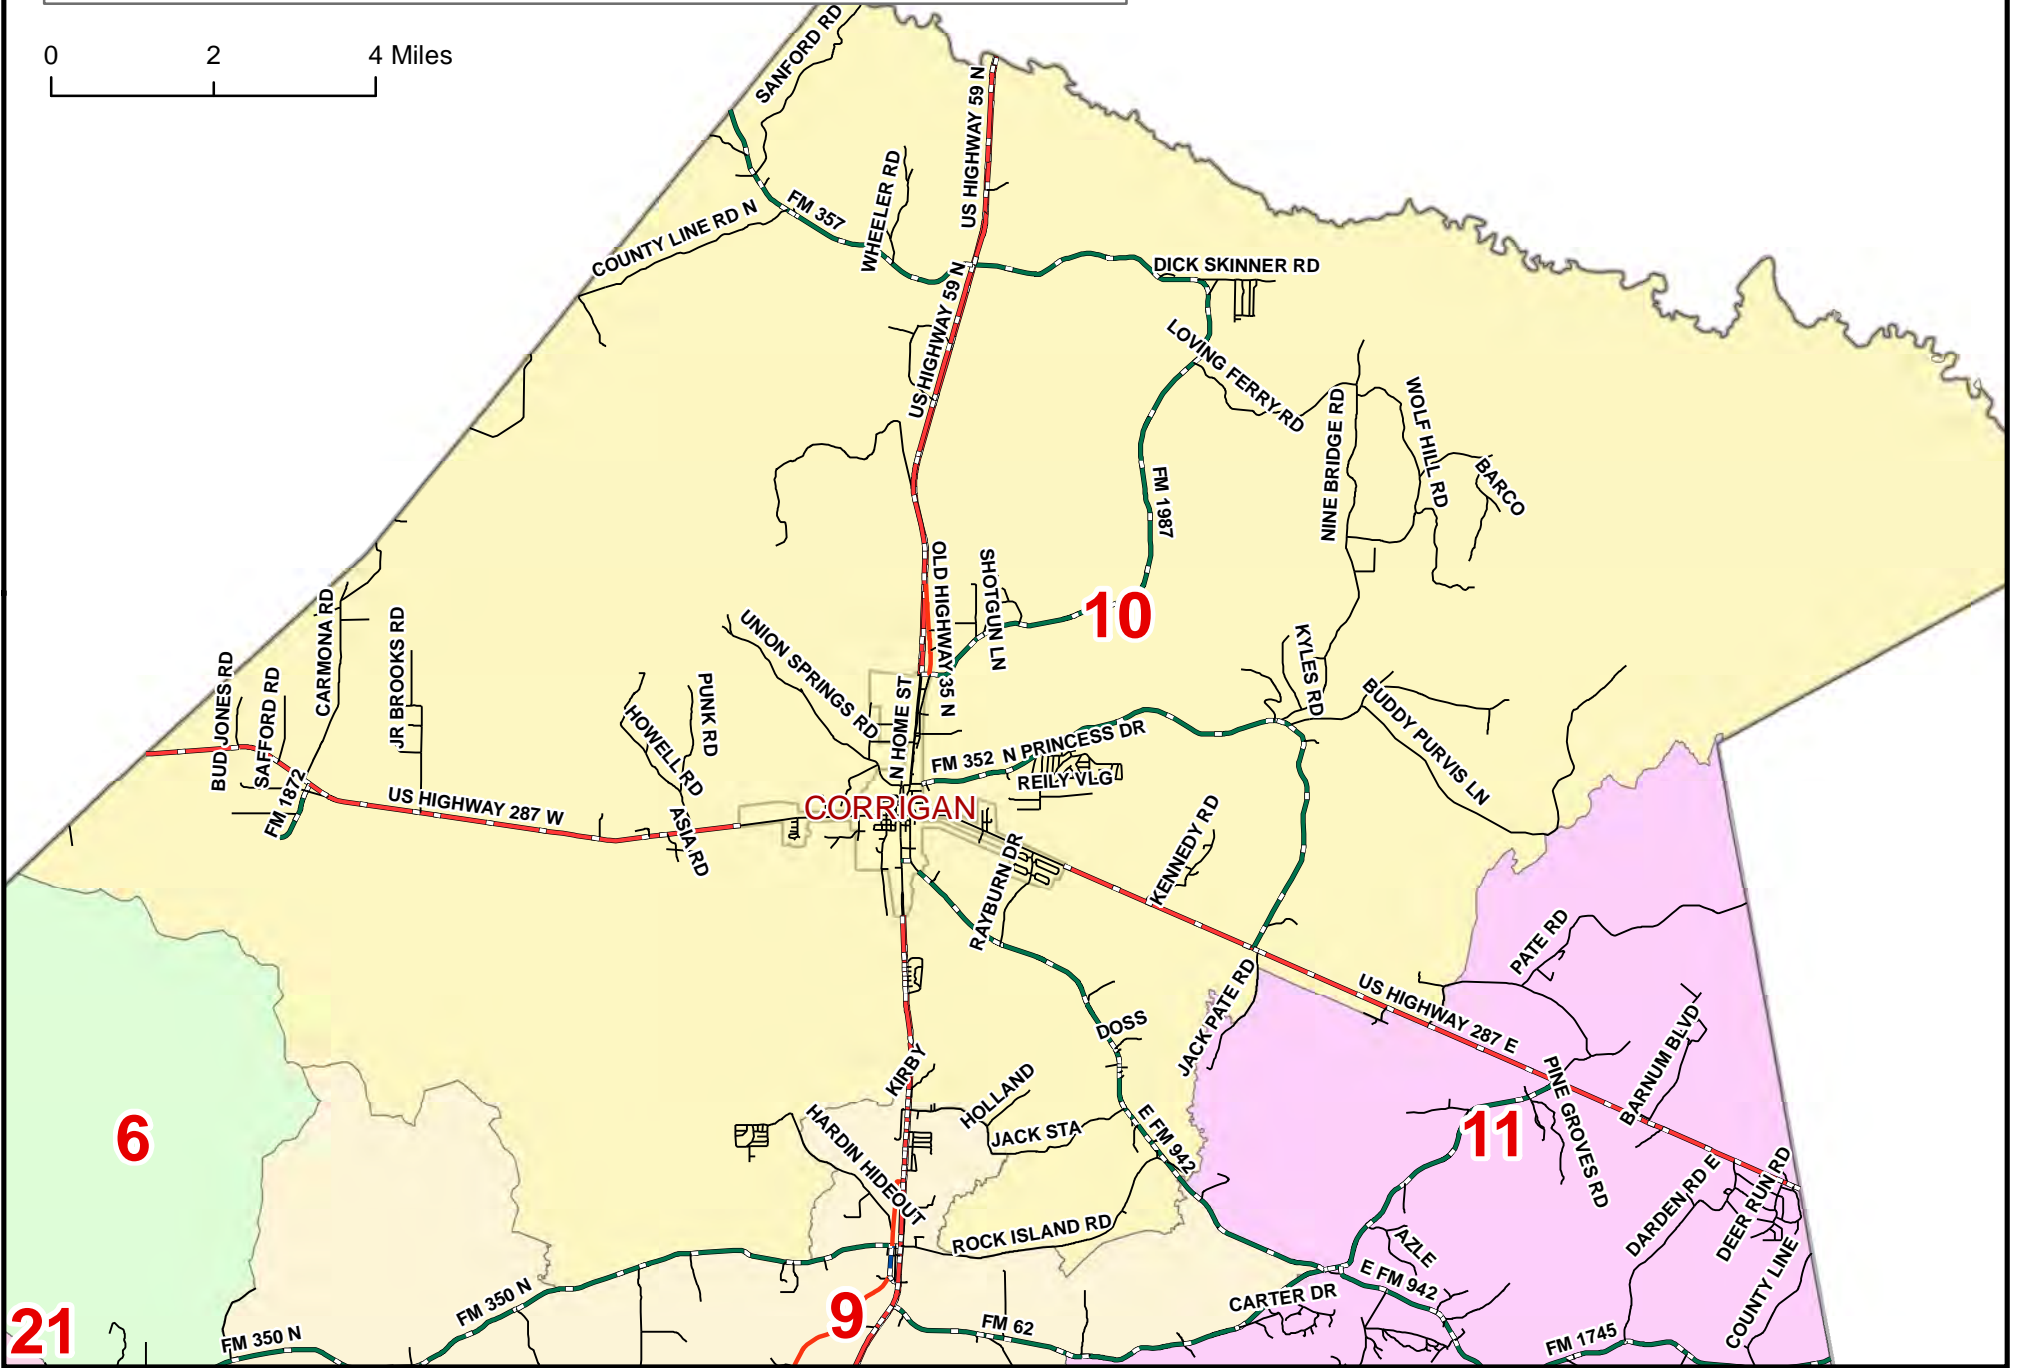 0 2 4 Miles
SANFORD RD
US HIGHWAY 59 N
WHEELER RD
FM 357
COUNTY LINE RD N
DICK SKINNER RD
US HIGHWAY 59 N
LOVING FERRY RD
NINE BRIDGE RD
WOLF HILL RD
BARCO
FM 1987
OLD HIGHWAY 35 N
SHOTGUN LN
10
UNION SPRINGS RD
CARMONA RD
JR BROOKS RD
BUD JONES RD
SAFFORD RD
PUNK RD
HOWELL RD
N HOME ST
KYLES RD
BUDDY PURVIS LN
FM 352 N PRINCESS DR
REILY VLG
FM 1872
US HIGHWAY 287 W
ASIA RD
CORRIGAN
RAYBURN DR
KENNEDY RD
PATE RD
JACK PATE RD
US HIGHWAY 287 E
DOSS
BARNUM BLVD
KIRBY
HOLLAND
PINE GROVES RD
6
HARDIN HIDEOUT
JACK STA
E FM 942
11
ROCK ISLAND RD
DARDEN RD E
DEER RUN RD
AZLE
COUNTY LINE
E FM 942
CARTER DR
FM 350 N
9
FM 62
21
FM 350 N
FM 1745